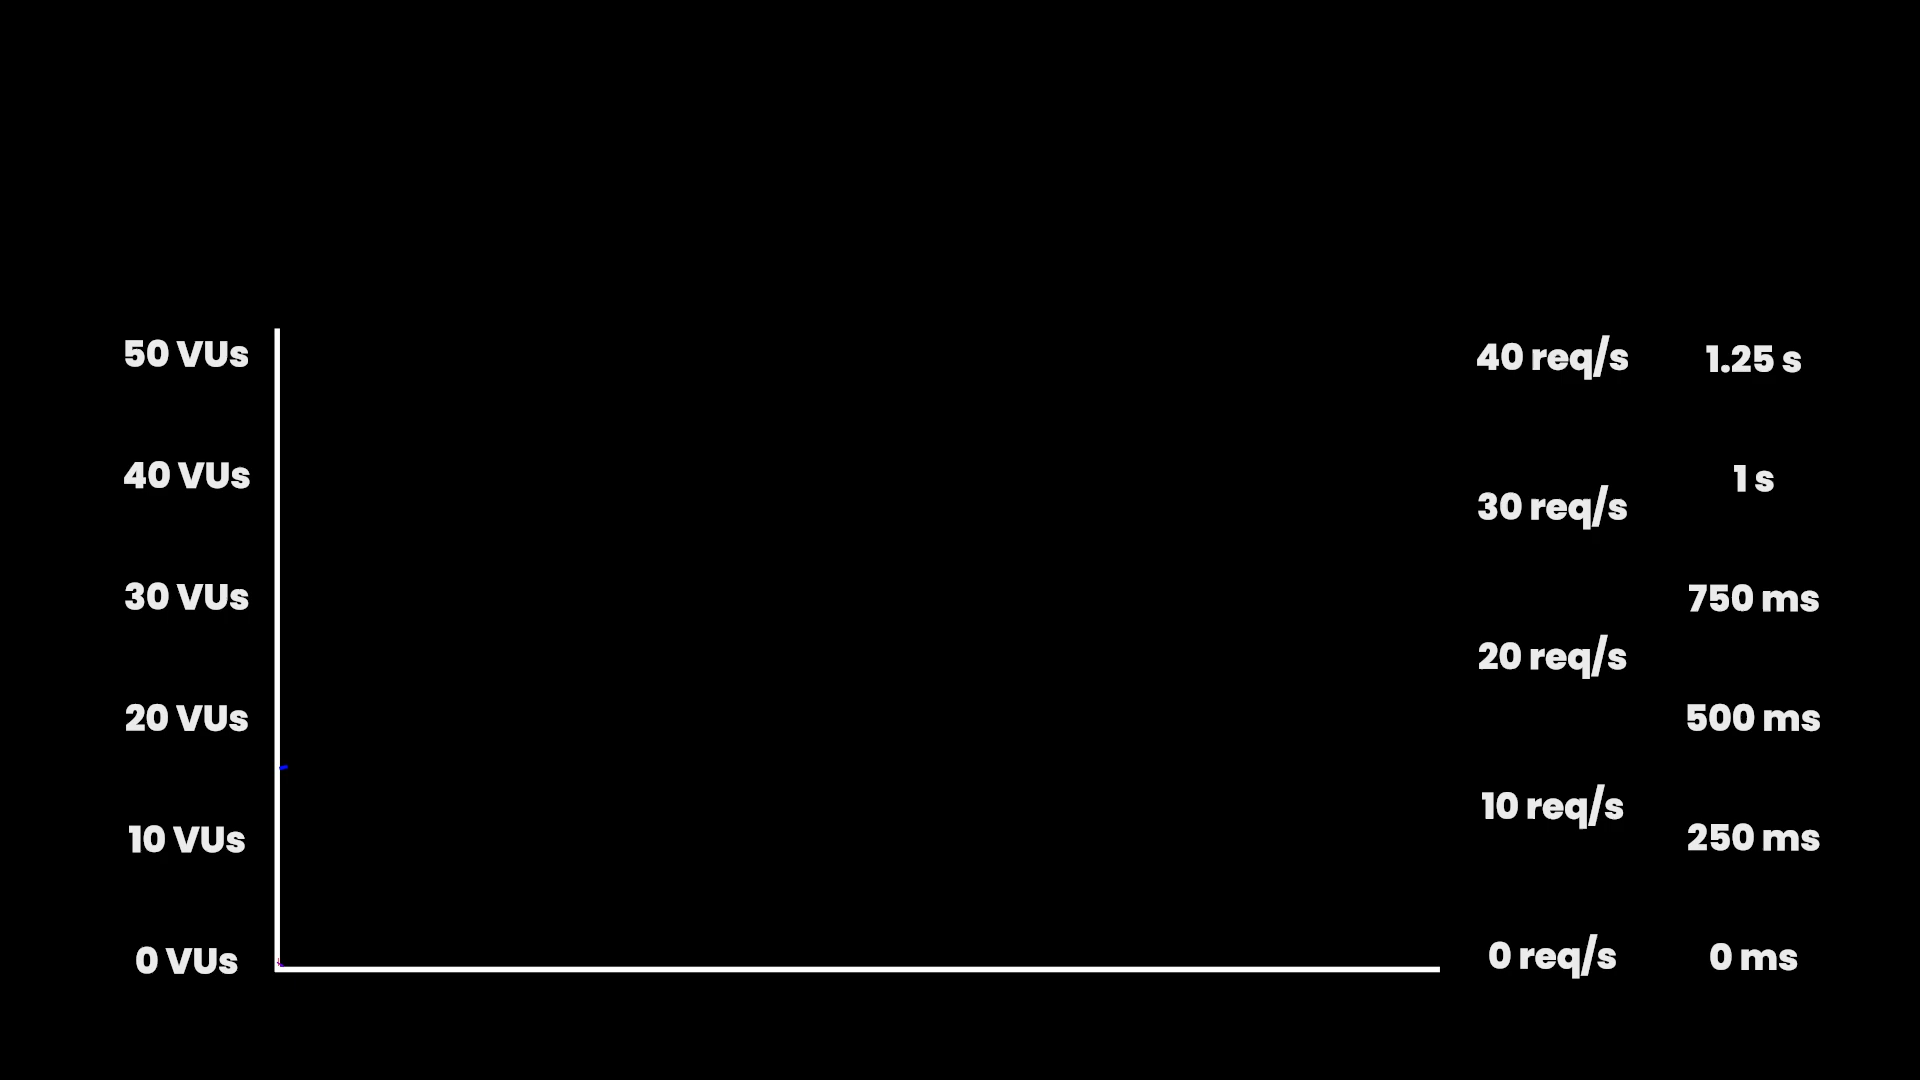 50 VUs
40 VUs
30 VUs
20 VUs
10 VUs
0 VUs
40 req/s
30 req/s
20 req/s
10 req/s
0 req/s
1.25 s
1 s
750 ms
500 ms
250 ms
0 ms